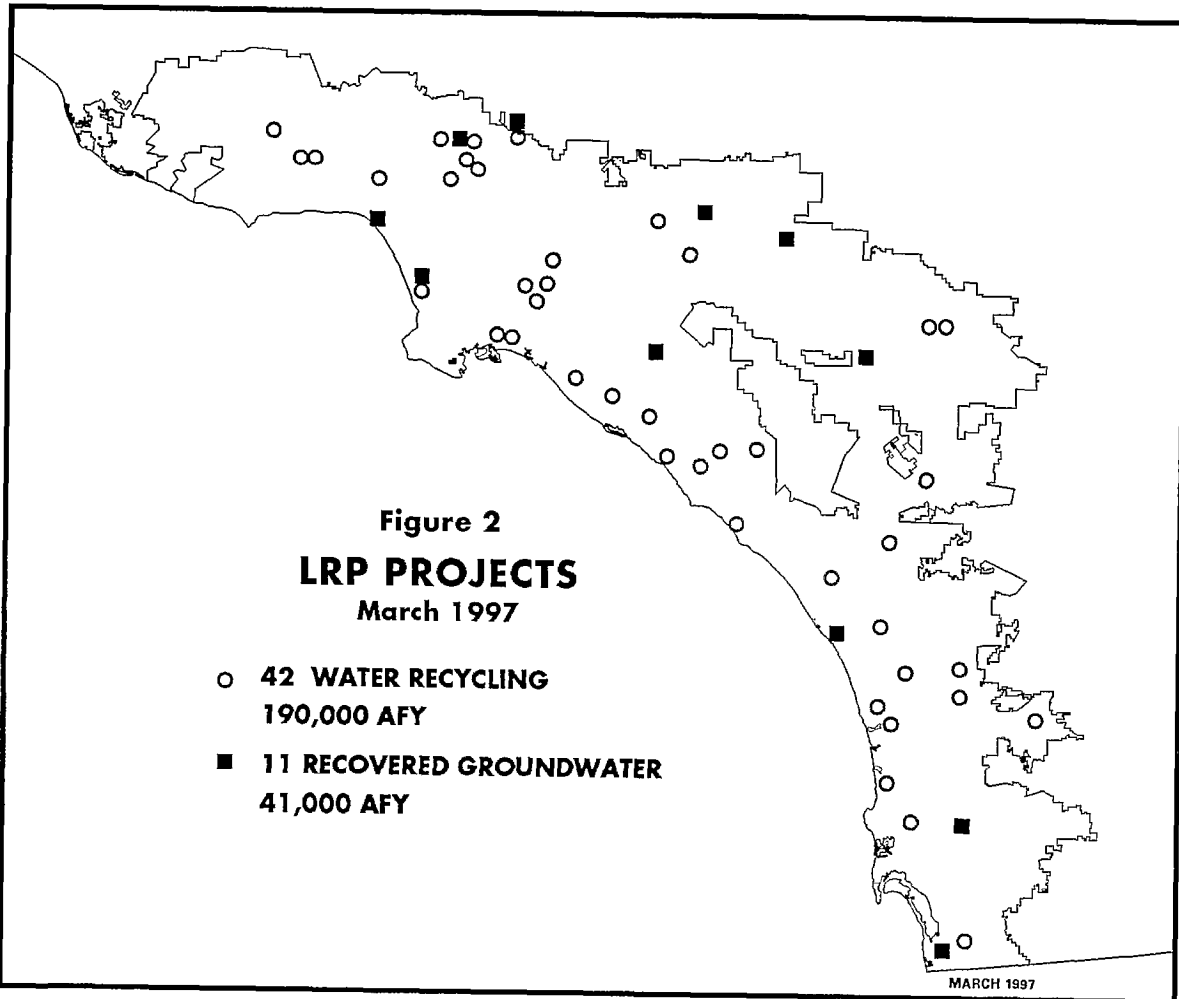 Figure 2
LRP PROJECTS
March 1997
42 WATER RECYCLING
190,000 AFY
11 RECOVERED GROUNDWATER
41,000 AFY
MARCH 1997